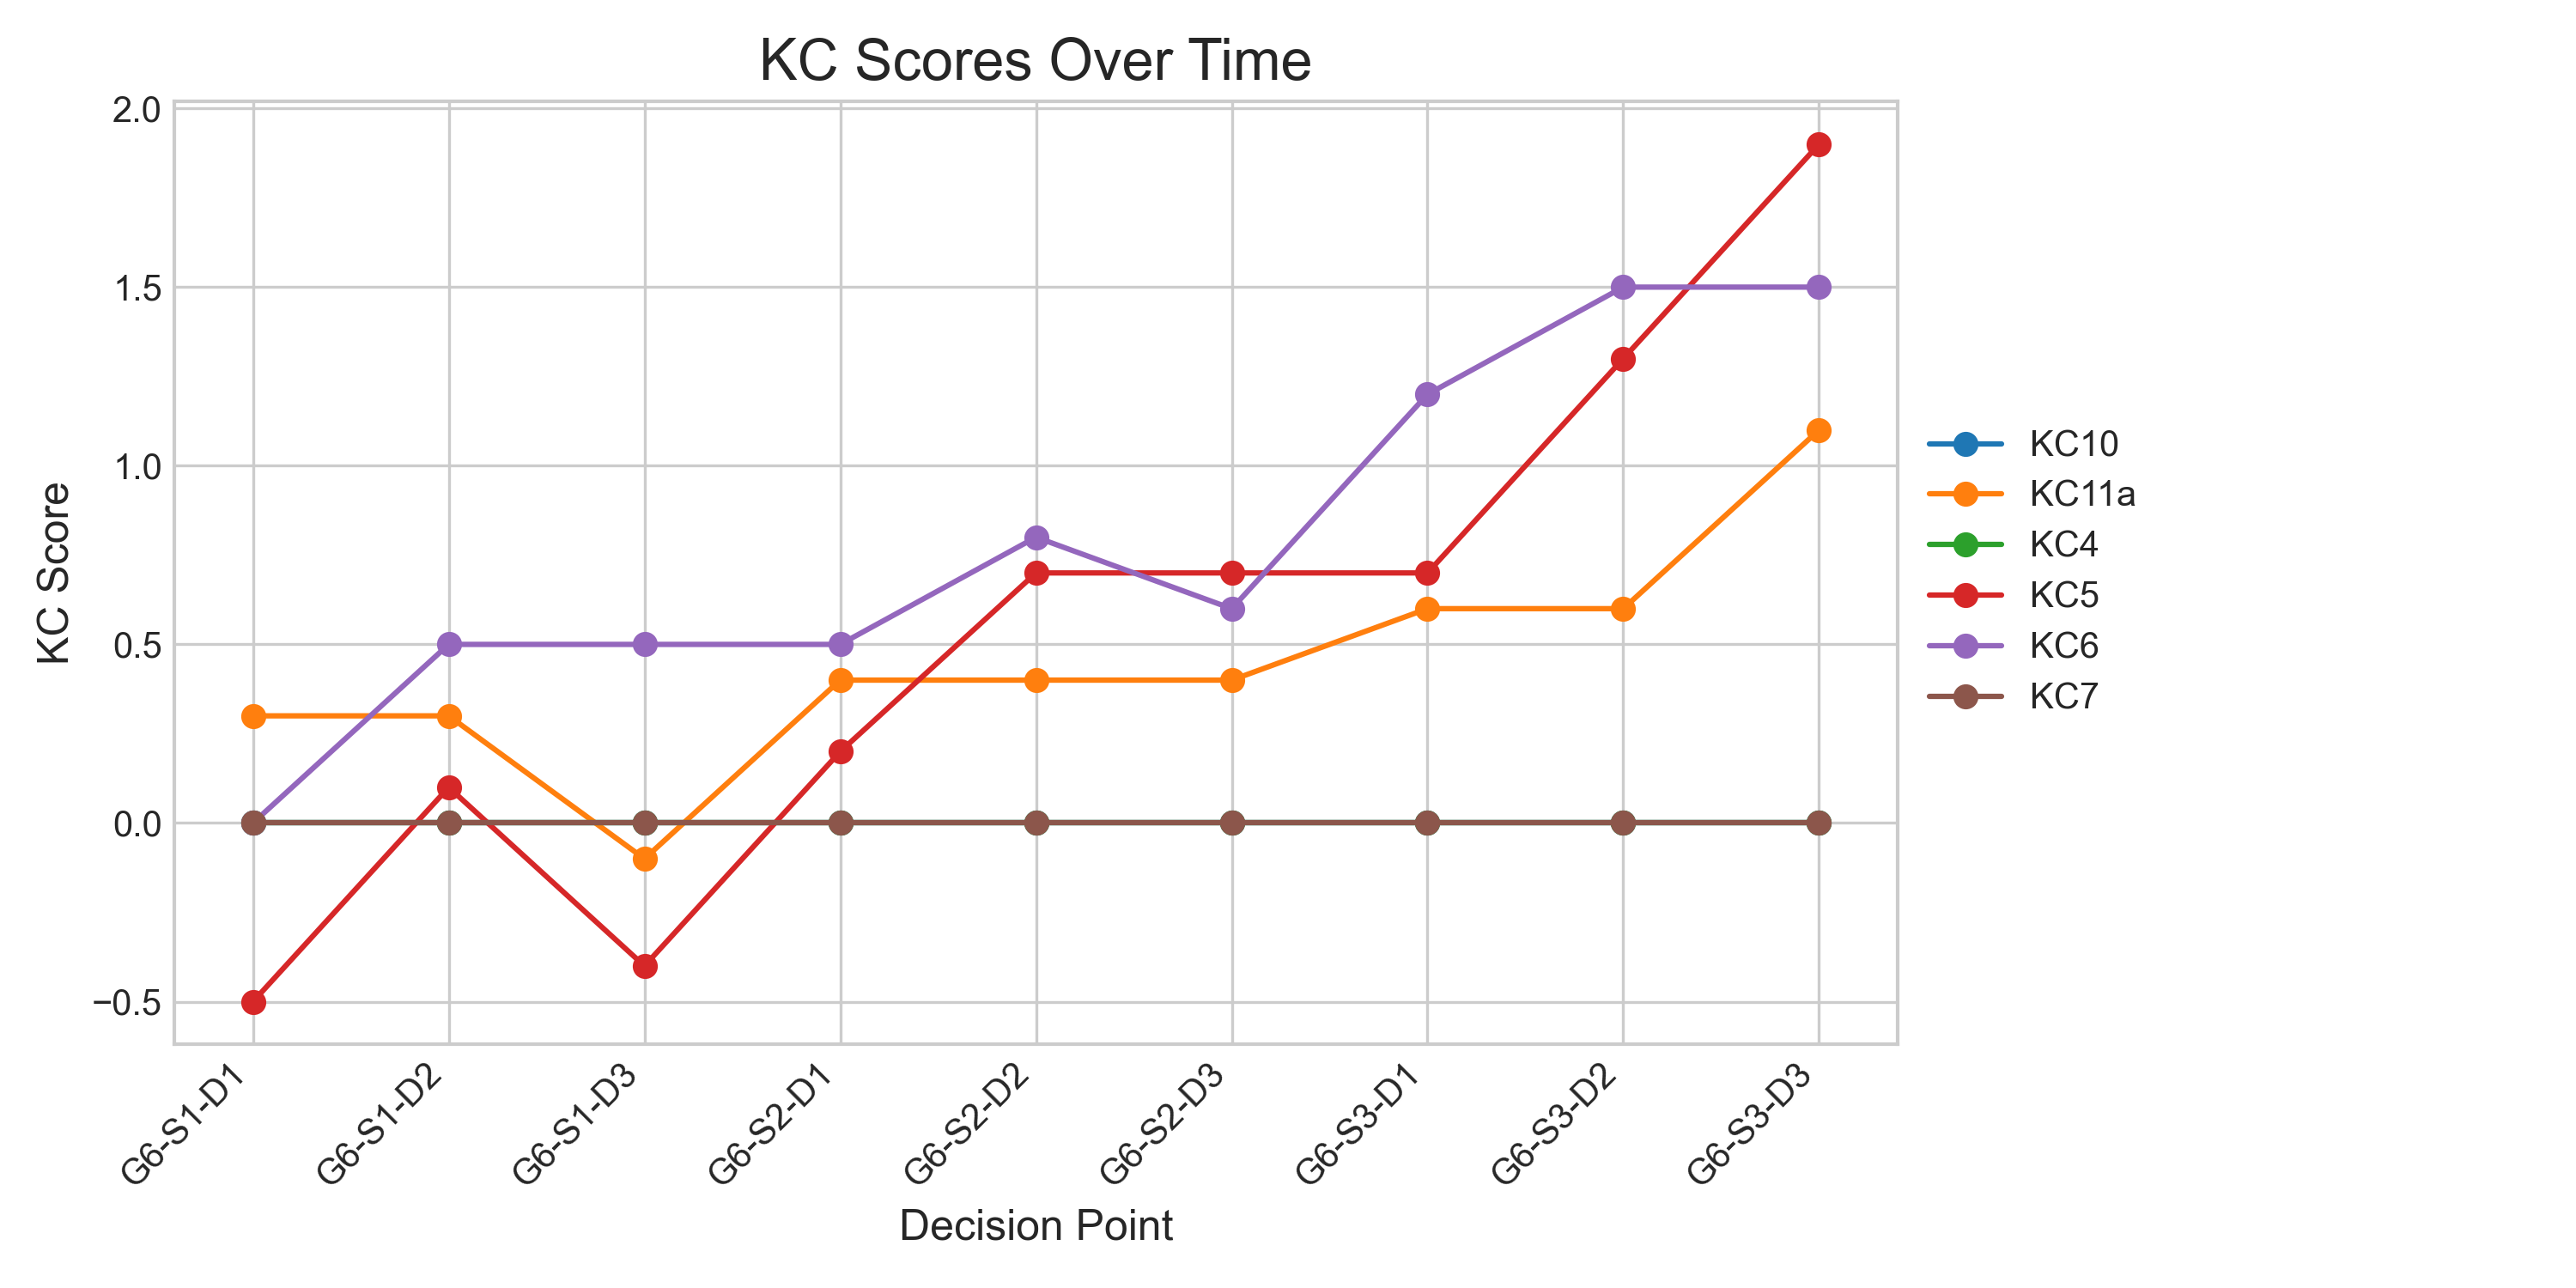 KC Scores Over Time
2.0
1.5
1.0
0.5
0.0
−0.5
KC Score
G6-S1-D1
G6-S1-D2
G6-S1-D3
G6-S2-D1
G6-S2-D2
G6-S2-D3
G6-S3-D1
G6-S3-D2
G6-S3-D3
Decision Point
KC10
KC11a
KC4
KC5
KC6
KC7